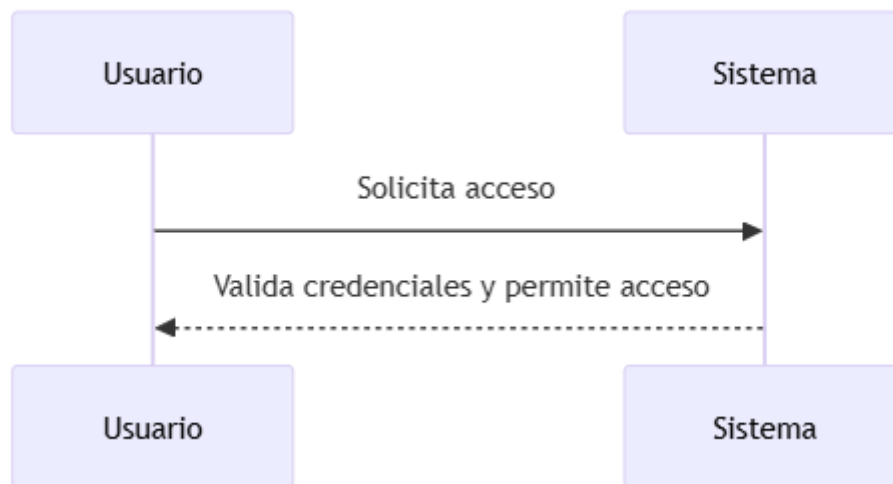 Usuario
Sistema
Solicita acceso
Valida credenciales y permite acceso
Usuario
Sistema